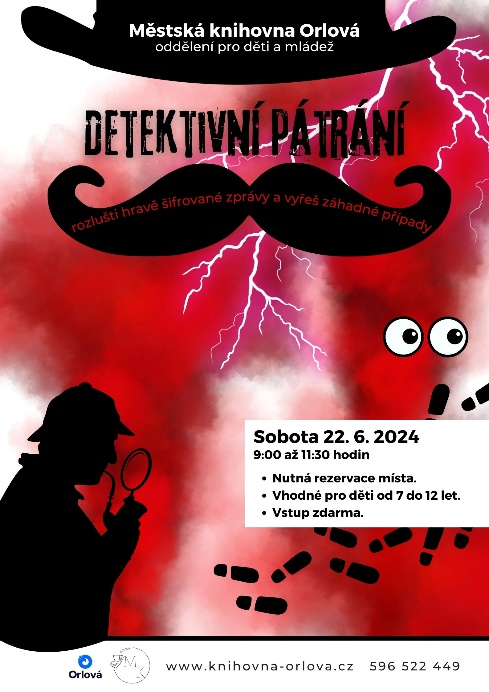 Městská knihovna Orlová
oddělení pro děti a mládež
DETEKTIVNÍ PÁTRÁNÍ
rozlušti hravě šifrované zprávy a vyřeš záhadné případy
Sobota 22. 6. 2024
9:00 až 11:30 hodin
• Nutná rezervace místa.
• Vhodné pro děti od 7 do 12 let.
• Vstup zdarma.
Orlová
www.knihovna-orlova.cz 596 522 449